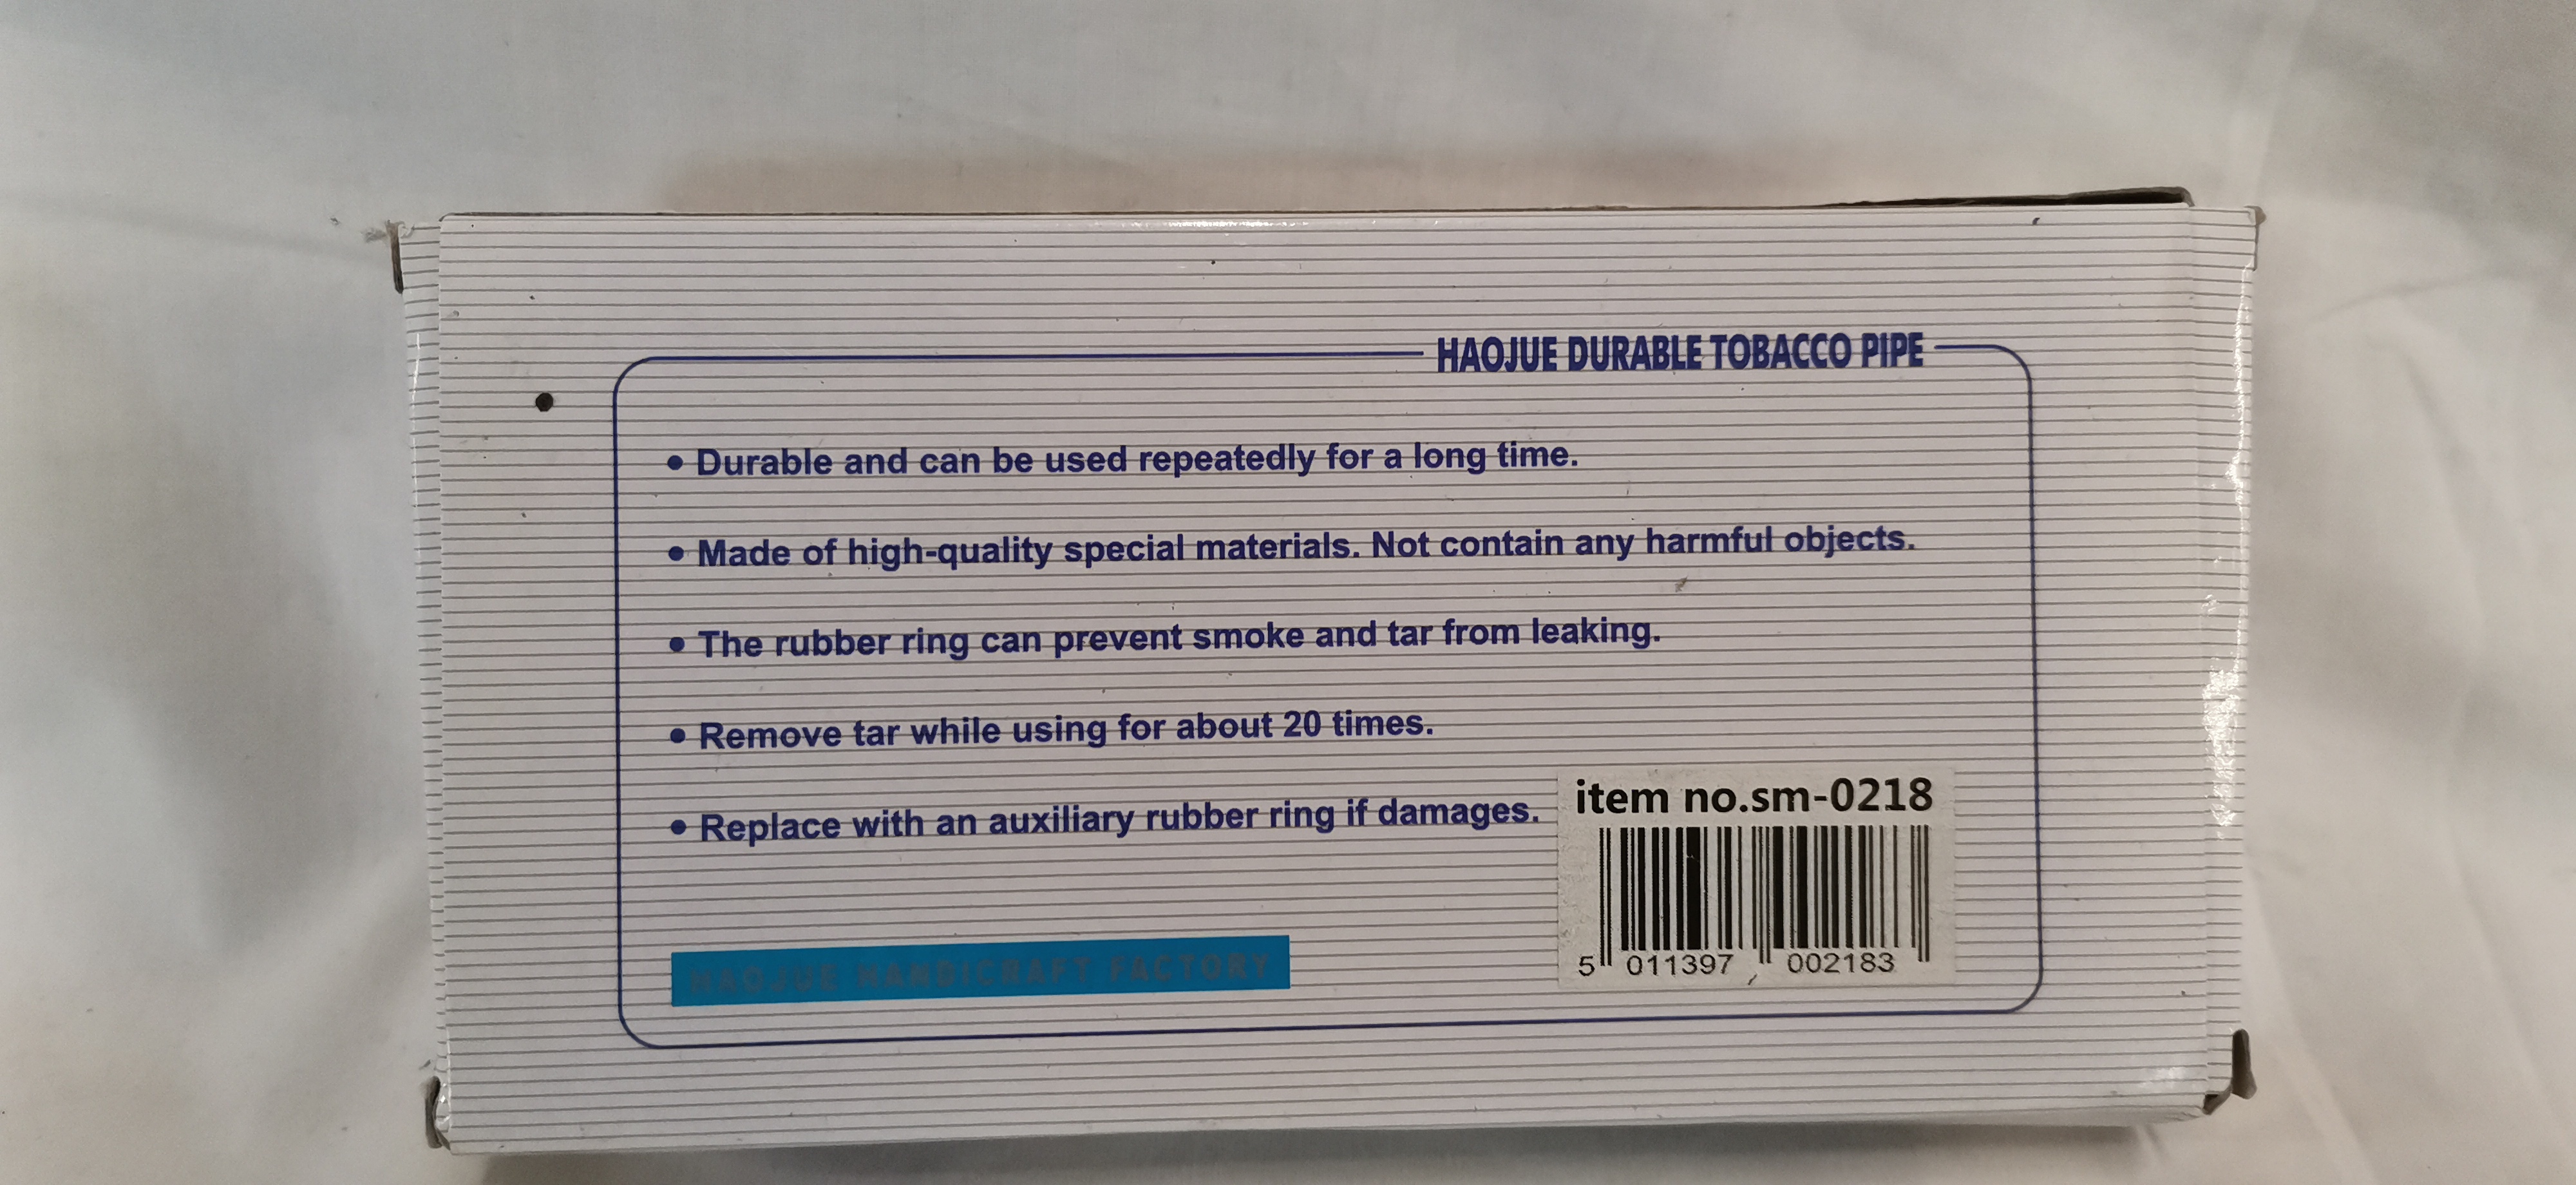 HAOJUE DURABLE TOBACCO PIPE
• Durable and can be used repeatedly for a long time.
• Made of high-quality special materials. Not contain any harmful objects.
• The rubber ring can prevent smoke and tar from leaking.
• Remove tar while using for about 20 times.
• Replace with an auxiliary rubber ring if damages.
item no.sm-0218
5 011397 002183
HAOJUE HANDICRAFT FACTORY